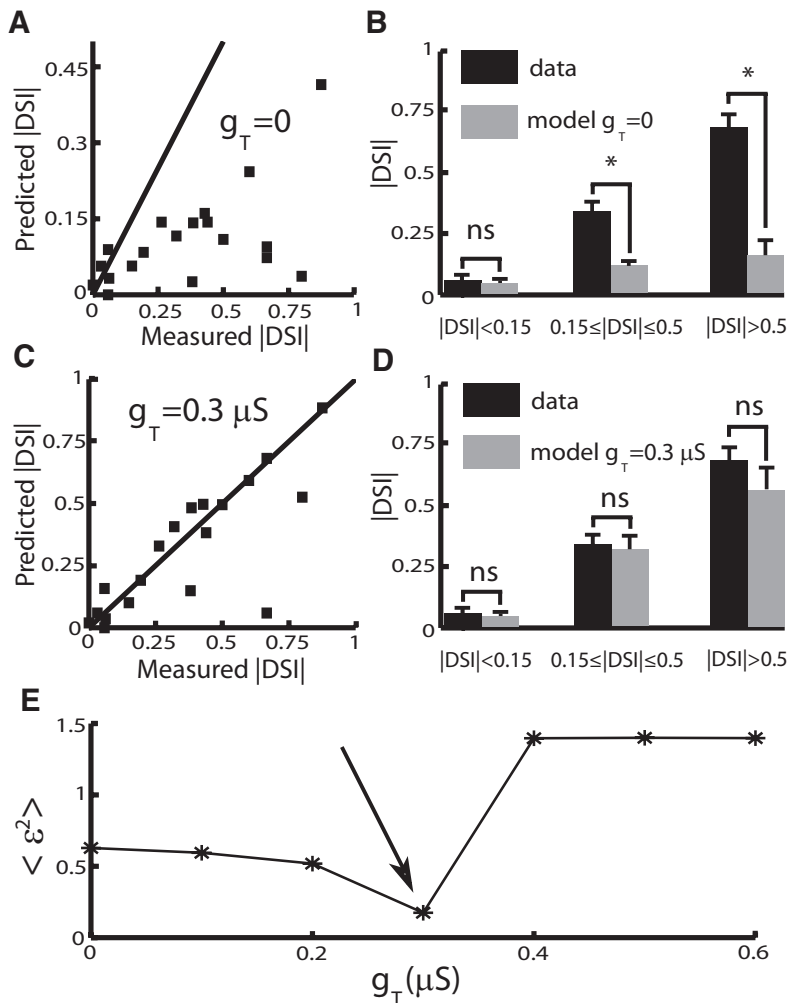 A
Predicted |DSI|
0.45
0.3
0.15
0
g_T=0
0 0.25 0.5 0.75 1
Measured |DSI|
B
|DSI|
1
0.75
0.5
0.25
0
data
model g_T=0
ns
*
*
|DSI|<0.15 0.15≤|DSI|≤0.5 |DSI|>0.5
C
Predicted |DSI|
1
0.75
0.5
0.25
0
g_T=0.3 μS
0 0.25 0.5 0.75 1
Measured |DSI|
D
|DSI|
1
0.75
0.5
0.25
0
data
model g_T=0.3 μS
ns
ns
ns
|DSI|<0.15 0.15≤|DSI|≤0.5 |DSI|>0.5
E
< ε²>
1.5
1
0.5
0
0 0.2 0.4 0.6
g_T(μS)